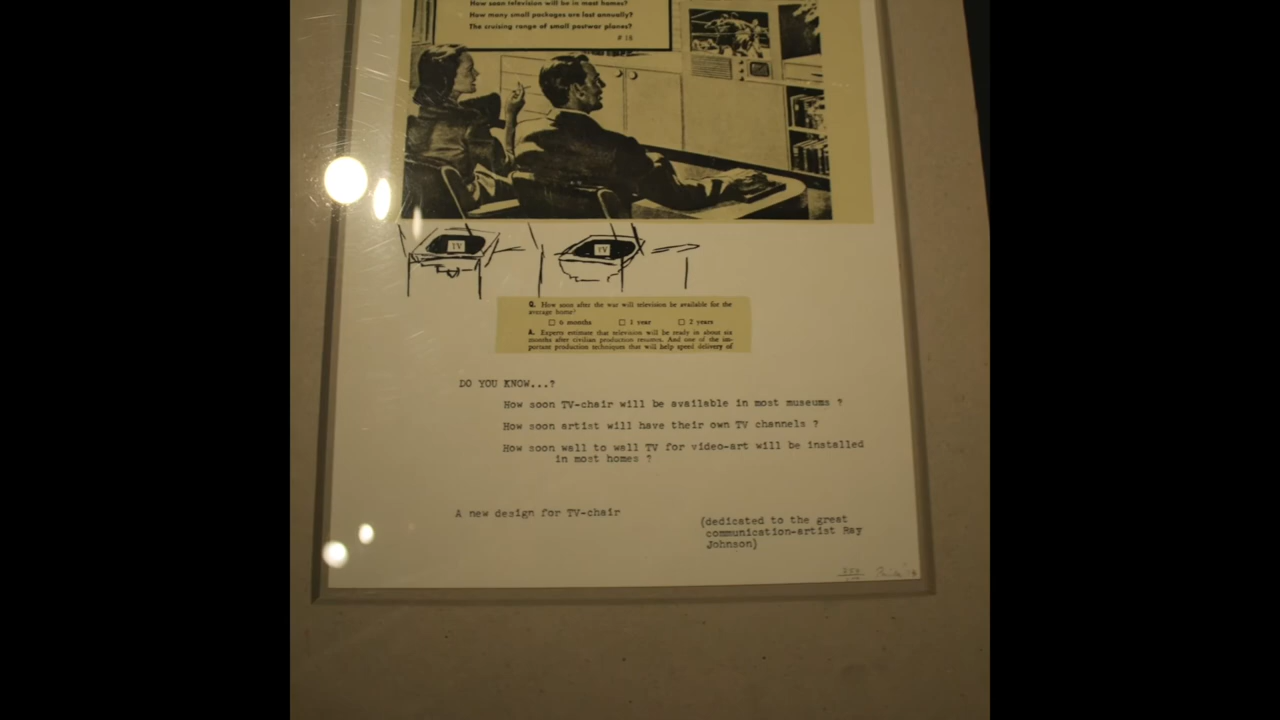 How soon television will be in most homes?
How many small packages are lost annually?
The cruising range of small postwar planes?
# 18
TV
TV
Q. How soon after the war will television be available for the
average home?
☐ 6 months ☐ 1 year ☐ 2 years
A. Experts estimate that television will be ready in about six
months after civilian production resumes. And one of the im-
portant production techniques that will help speed delivery of
DO YOU KNOW...?
How soon TV-chair will be available in most museums ?
How soon artist will have their own TV channels ?
How soon wall to wall TV for video-art will be installed
in most homes ?
A new design for TV-chair
(dedicated to the great
communication-artist Ray
Johnson)